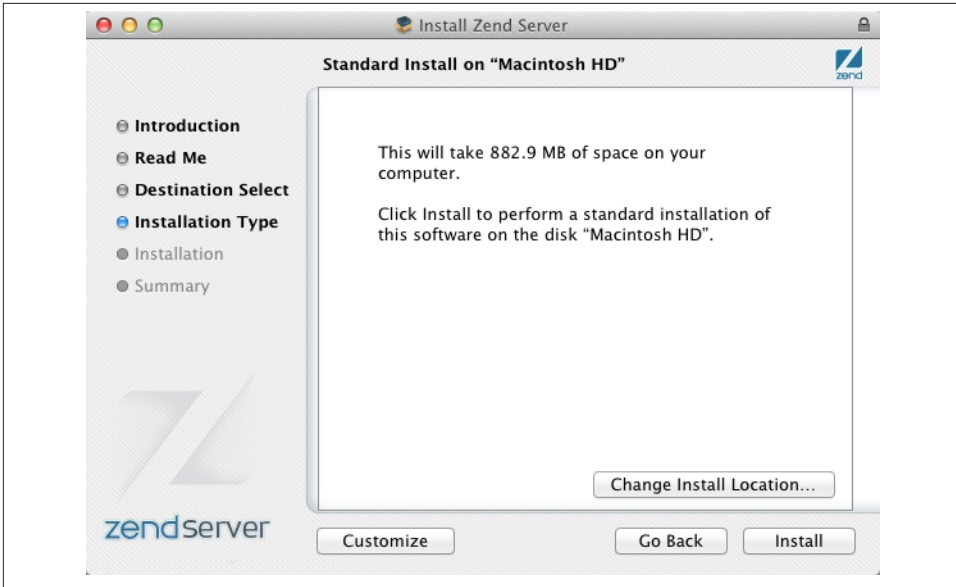 Install Zend Server
Standard Install on “Macintosh HD”
zend
Introduction
Read Me
Destination Select
Installation Type
Installation
Summary
This will take 882.9 MB of space on your
computer.
Click Install to perform a standard installation of
this software on the disk “Macintosh HD”.
Change Install Location...
zendserver
Customize
Go Back
Install